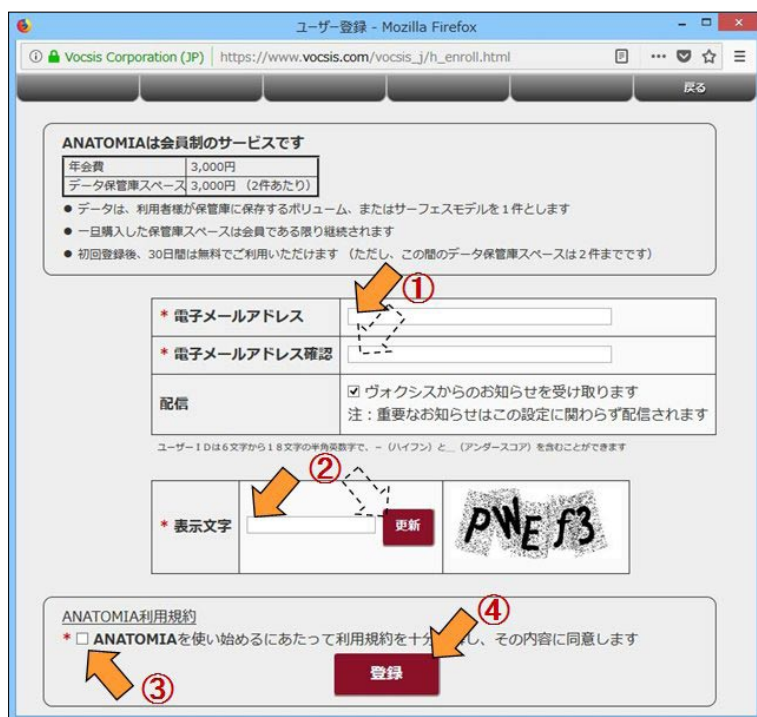 ユーザー登録 - Mozilla Firefox
Vocsis Corporation (JP) https://www.vocsis.com/vocsis_j/h_enroll.html
戻る
ANATOMIAは会員制のサービスです
年会費 3,000円
データ保管庫スペース 3,000円 （2件あたり）
● データは、利用者様が保管庫に保存するボリューム、またはサーフェスモデルを１件とします
● 一旦購入した保管庫スペースは会員である限り継続されます
● 初回登録後、30日間は無料でご利用いただけます （ただし、この間のデータ保管庫スペースは２件までです）
①
* 電子メールアドレス
* 電子メールアドレス確認
配信
ヴォクシスからのお知らせを受け取ります
注：重要なお知らせはこの設定に関わらず配信されます
ユーザーＩＤは６文字から１８文字の半角英数字で、－（ハイフン）と＿（アンダースコア）を含むことができます
②
* 表示文字
更新
PWEf3
ANATOMIA利用規約
④
* ANATOMIAを使い始めるにあたって利用規約を十分 し、その内容に同意します
③
登録